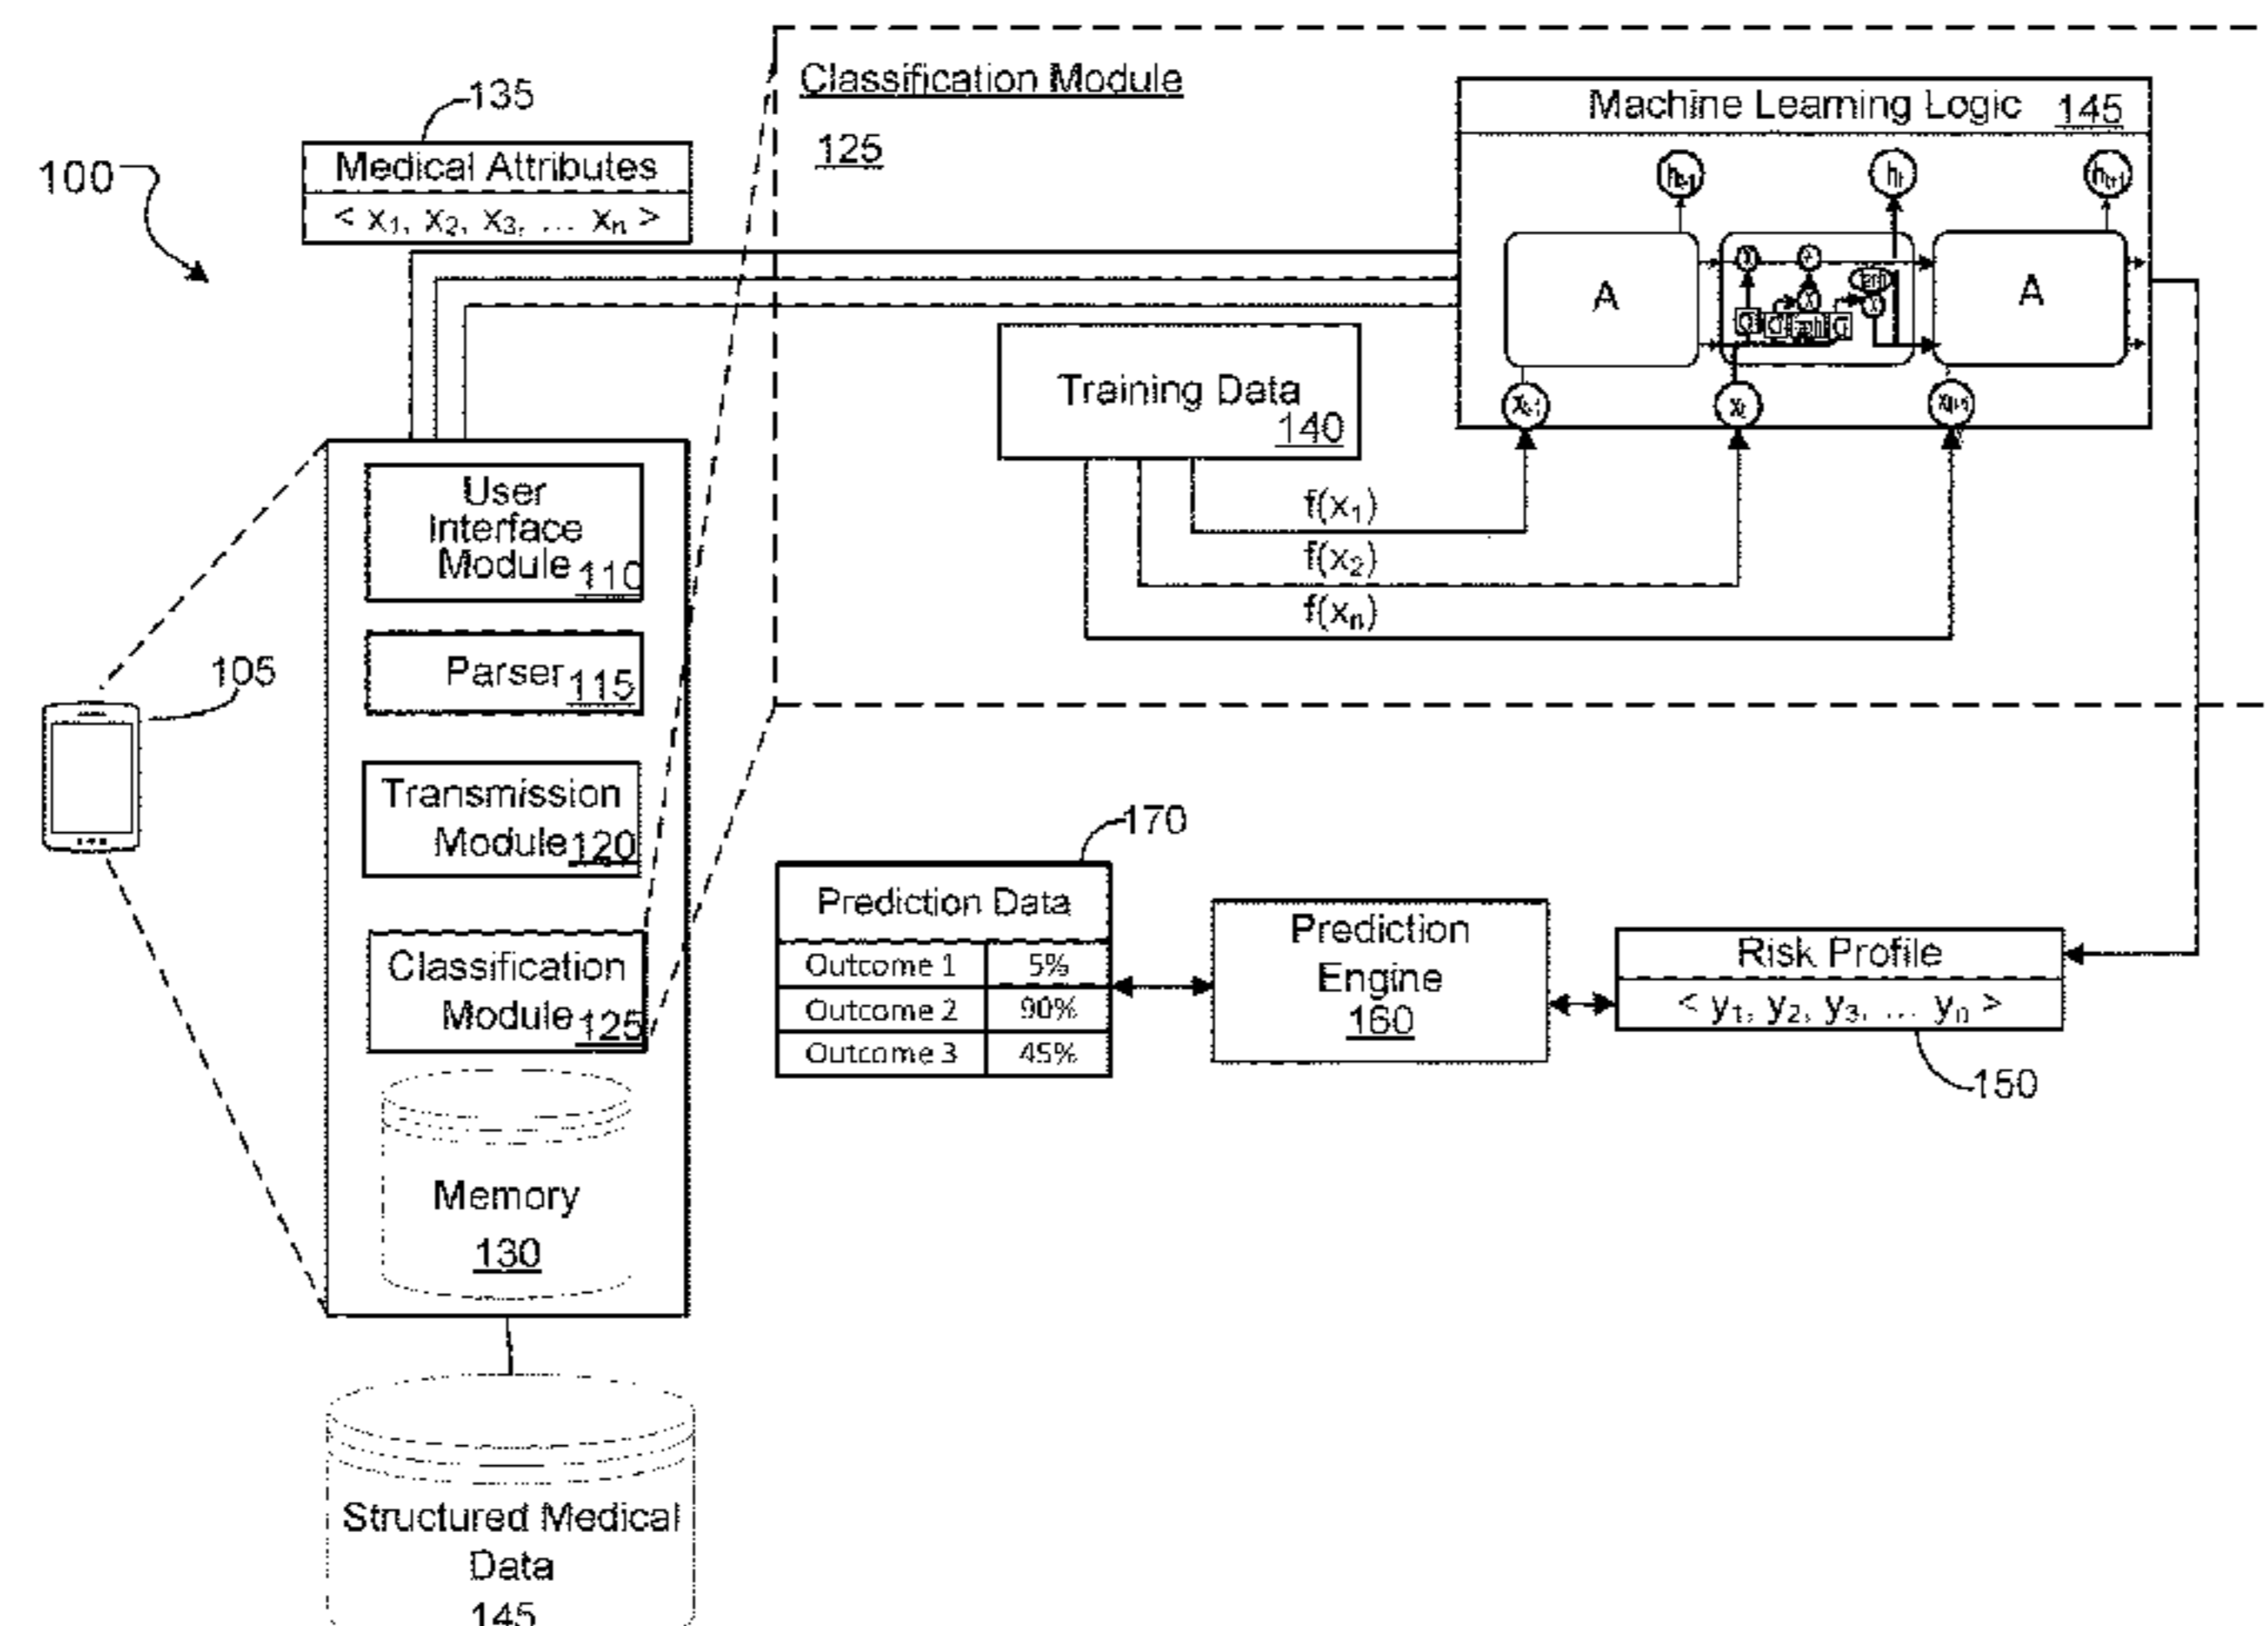 100
135
Medical Attributes
< x1, x2, x3, ... xn >
Classification Module
125
Machine Learning Logic 145
ht
A
A
Training Data
140
f(x1)
f(x2)
f(xn)
105
User
Interface
Module 110
Parser 115
Transmission
Module 120
Classification
Module 125
Memory
130
Structured Medical
Data
145
170
Prediction Data
Outcome 1 5%
Outcome 2 90%
Outcome 3 45%
Prediction
Engine
160
Risk Profile
< y1, y2, y3, ... yn >
150